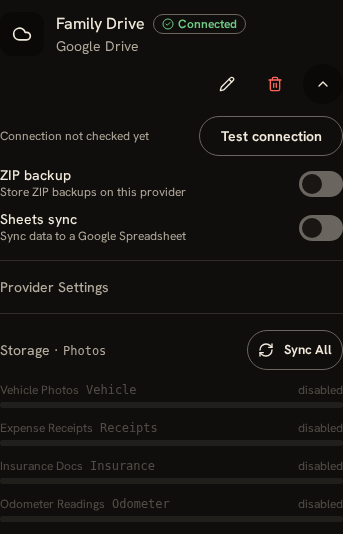 Family Drive Connected
Google Drive
Connection not checked yet Test connection
ZIP backup
Store ZIP backups on this provider
Sheets sync
Sync data to a Google Spreadsheet
Provider Settings
Storage · Photos Sync All
Vehicle Photos Vehicle disabled
Expense Receipts Receipts disabled
Insurance Docs Insurance disabled
Odometer Readings Odometer disabled